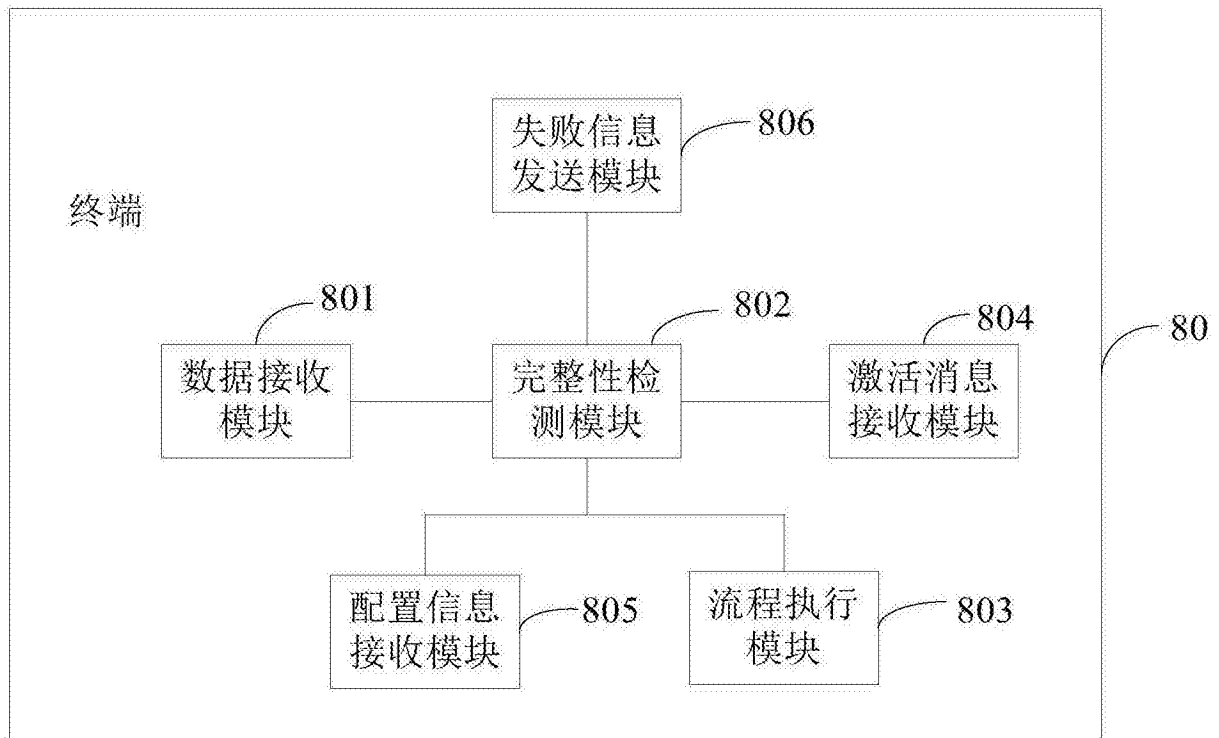 失败信息
发送模块
806
终端
801
802
804
80
数据接收
模块
完整性检
测模块
激活消息
接收模块
配置信息
接收模块
805
流程执行
模块
803